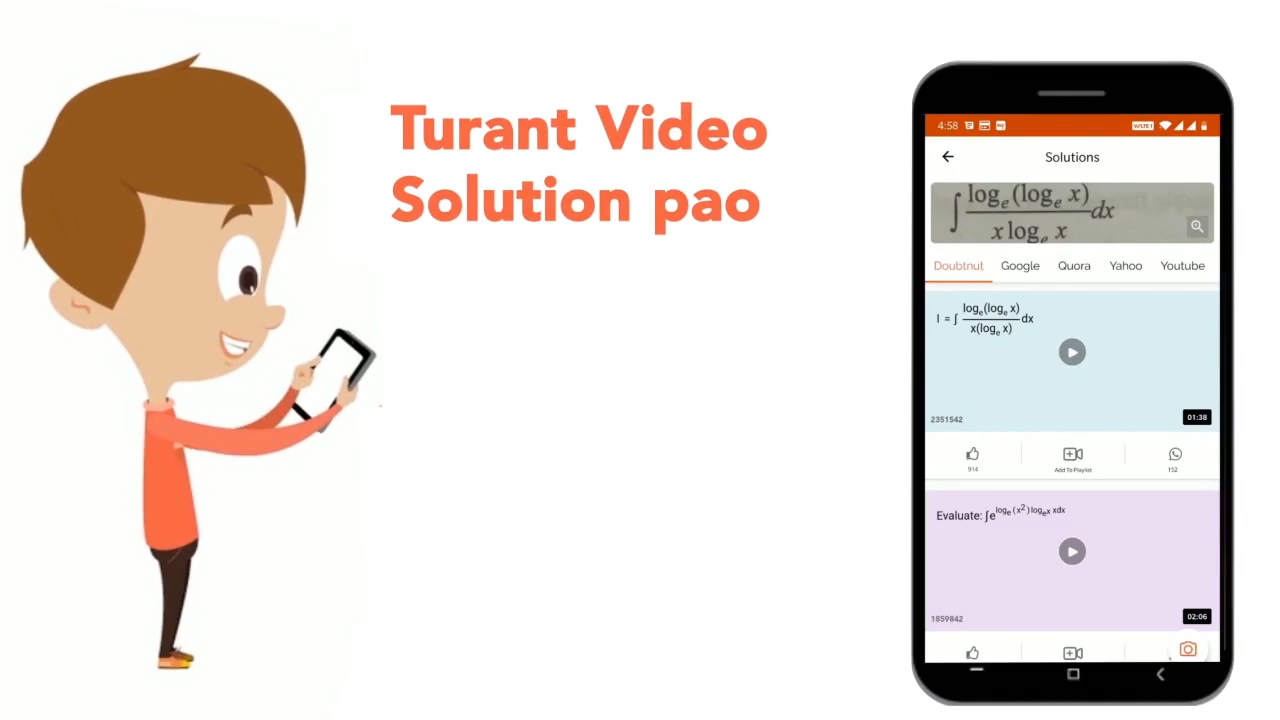 Turant Video
Solution pao
4:58
VoLTE1
Solutions
∫ logₑ(logₑ x) / x logₑ x dx
Doubtnut Google Quora Yahoo Youtube
I = ∫ logₑ(logₑ x) / x(logₑ x) dx
2351542 01:38
914 Add To Playlist 152
Evaluate: ∫e^logₑ(x²)logₑx xdx
1859842 02:06